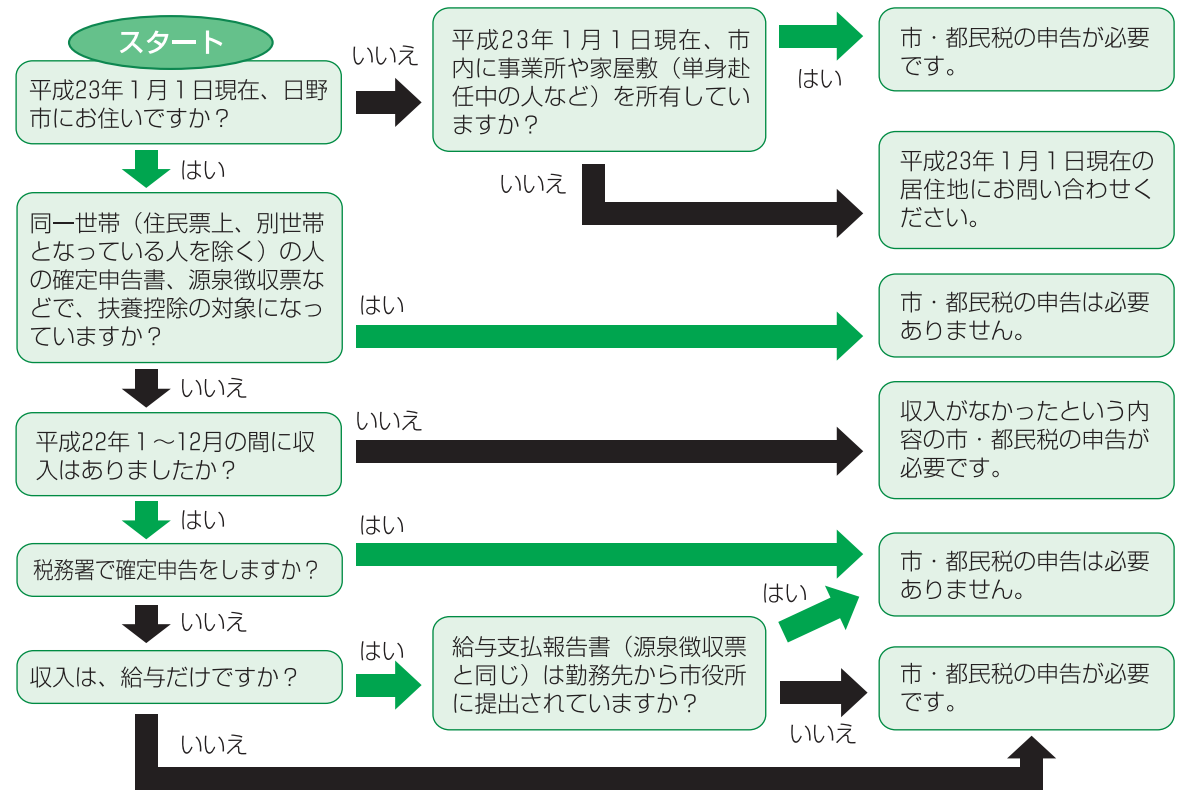 スタート
平成23年１月１日現在、日野
市にお住いですか？
いいえ
平成23年１月１日現在、市
内に事業所や家屋敷（単身赴
任中の人など）を所有してい
ますか？
はい
市・都民税の申告が必要
です。
いいえ
平成23年１月１日現在の
居住地にお問い合わせく
ださい。
はい
同一世帯（住民票上、別世帯
となっている人を除く）の人
の確定申告書、源泉徴収票な
どで、扶養控除の対象になっ
ていますか？
はい
市・都民税の申告は必要
ありません。
いいえ
平成22年１～12月の間に収
入はありましたか？
いいえ
収入がなかったという内
容の市・都民税の申告が
必要です。
はい
税務署で確定申告をしますか？
はい
市・都民税の申告は必要
ありません。
いいえ
収入は、給与だけですか？
はい
給与支払報告書（源泉徴収票
と同じ）は勤務先から市役所
に提出されていますか？
はい
いいえ
市・都民税の申告が必要
です。
いいえ